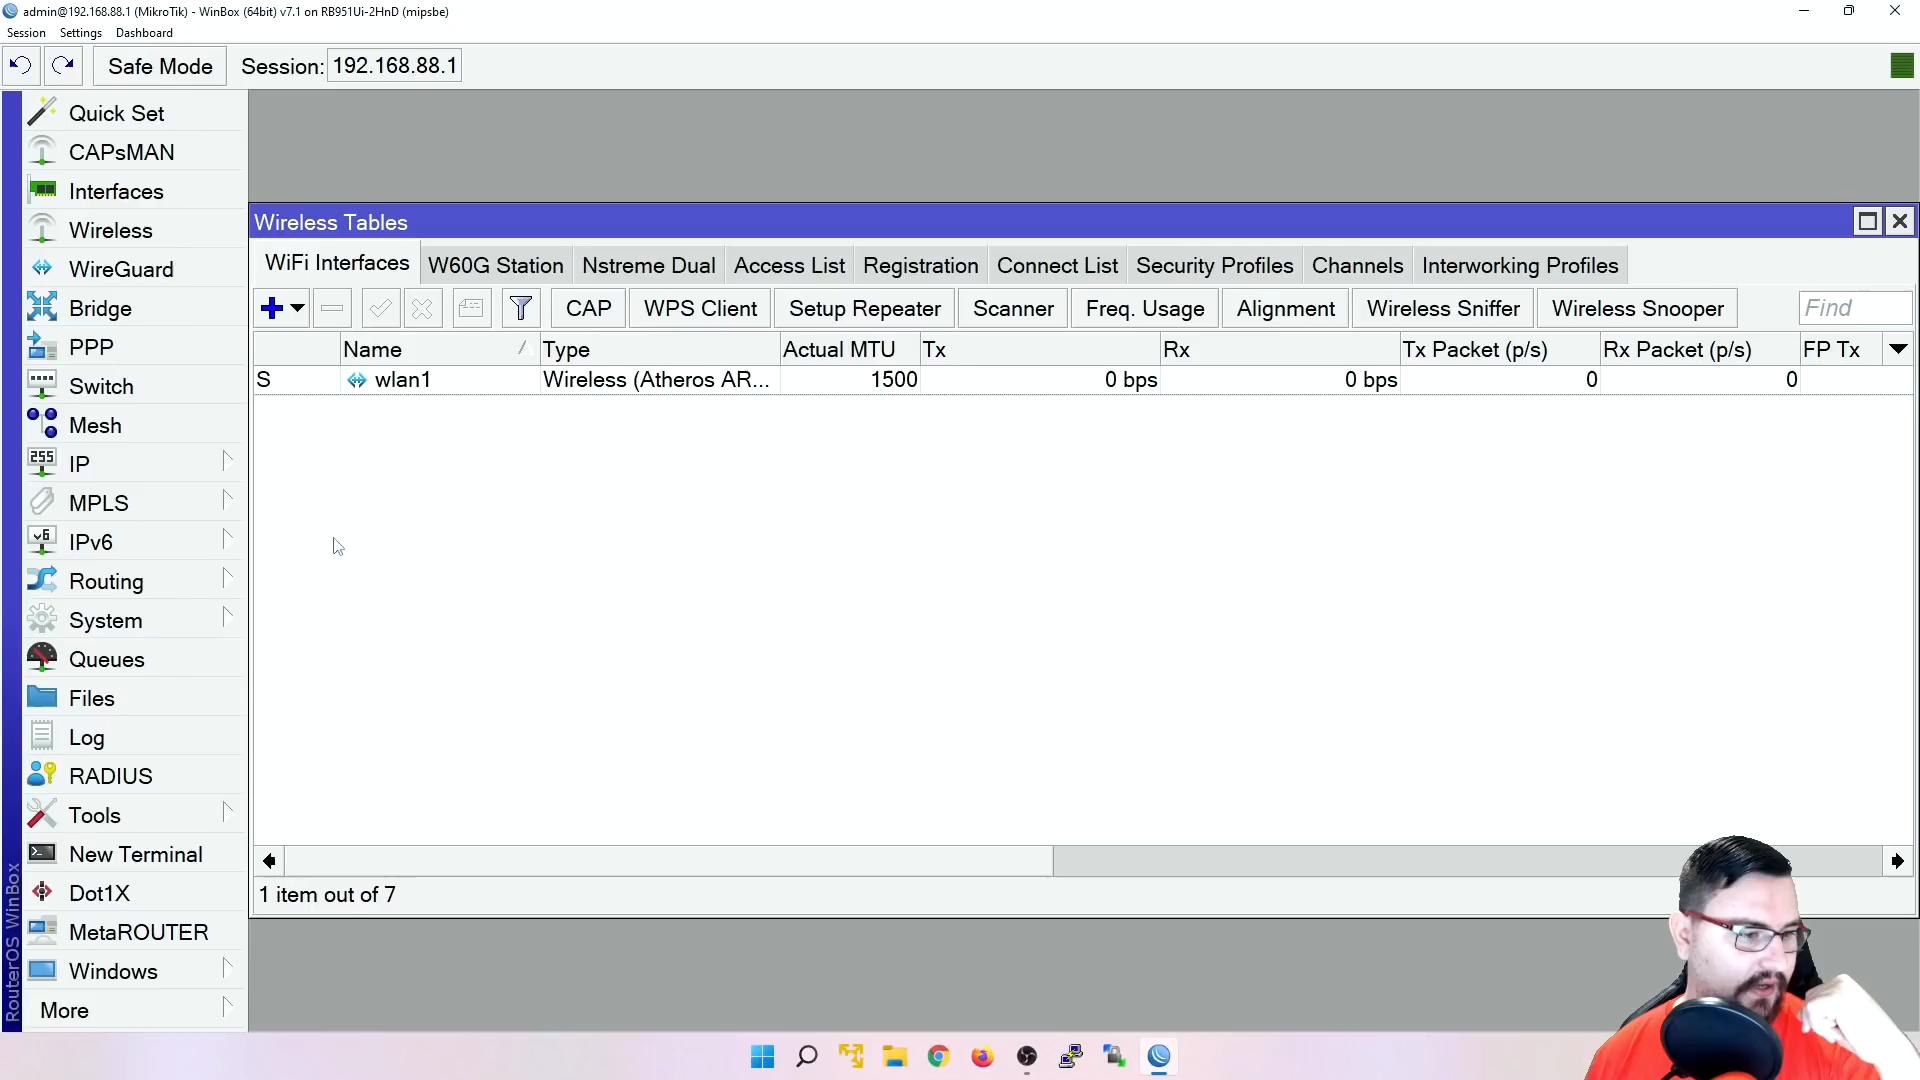 admin@192.168.88.1 (MikroTik) - WinBox (64bit) v7.1 on RB951Ui-2HnD (mipsbe)
Session Settings Dashboard
Safe Mode Session: 192.168.88.1
Quick Set
CAPsMAN
Interfaces
Wireless
WireGuard
Bridge
PPP
Switch
Mesh
255
IP
MPLS
v6
IPv6
Routing
System
Queues
Files
Log
RADIUS
Tools
New Terminal
Dot1X
MetaROUTER
Windows
More
RouterOS WinBox
Wireless Tables
WiFi Interfaces W60G Station Nstreme Dual Access List Registration Connect List Security Profiles Channels Interworking Profiles
CAP WPS Client Setup Repeater Scanner Freq. Usage Alignment Wireless Sniffer Wireless Snooper Find
Name Type Actual MTU Tx Rx Tx Packet (p/s) Rx Packet (p/s) FP Tx
S wlan1 Wireless (Atheros AR... 1500 0 bps 0 bps 0 0
1 item out of 7